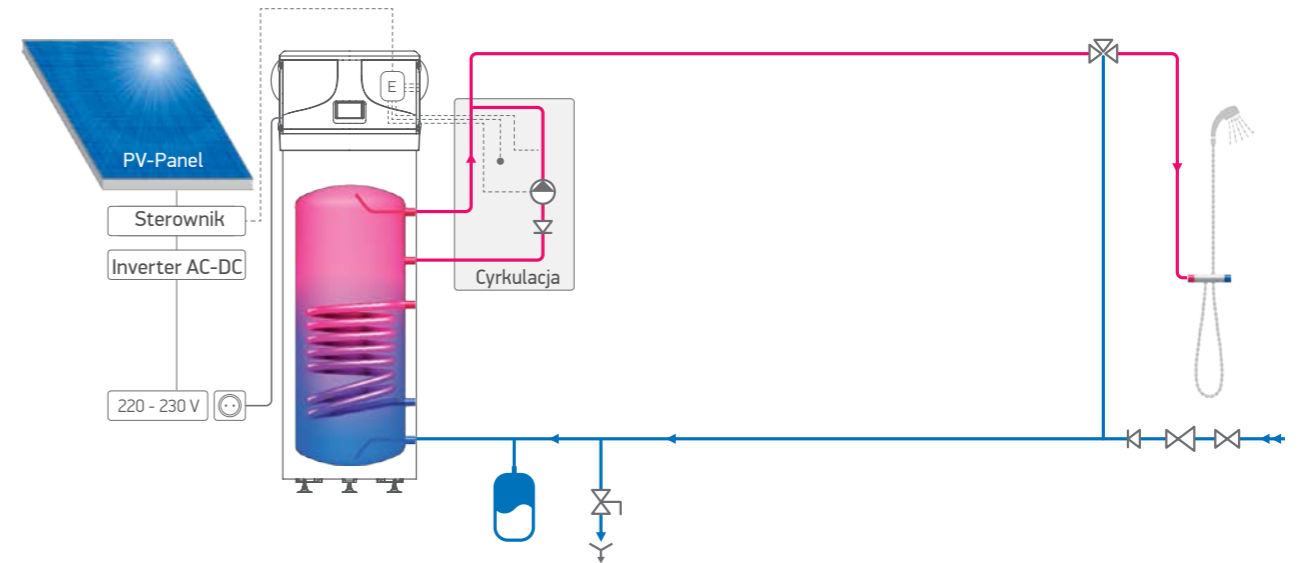 E
PV-Panel
Sterownik
Inverter AC-DC
Cyrkulacja
220 - 230 V